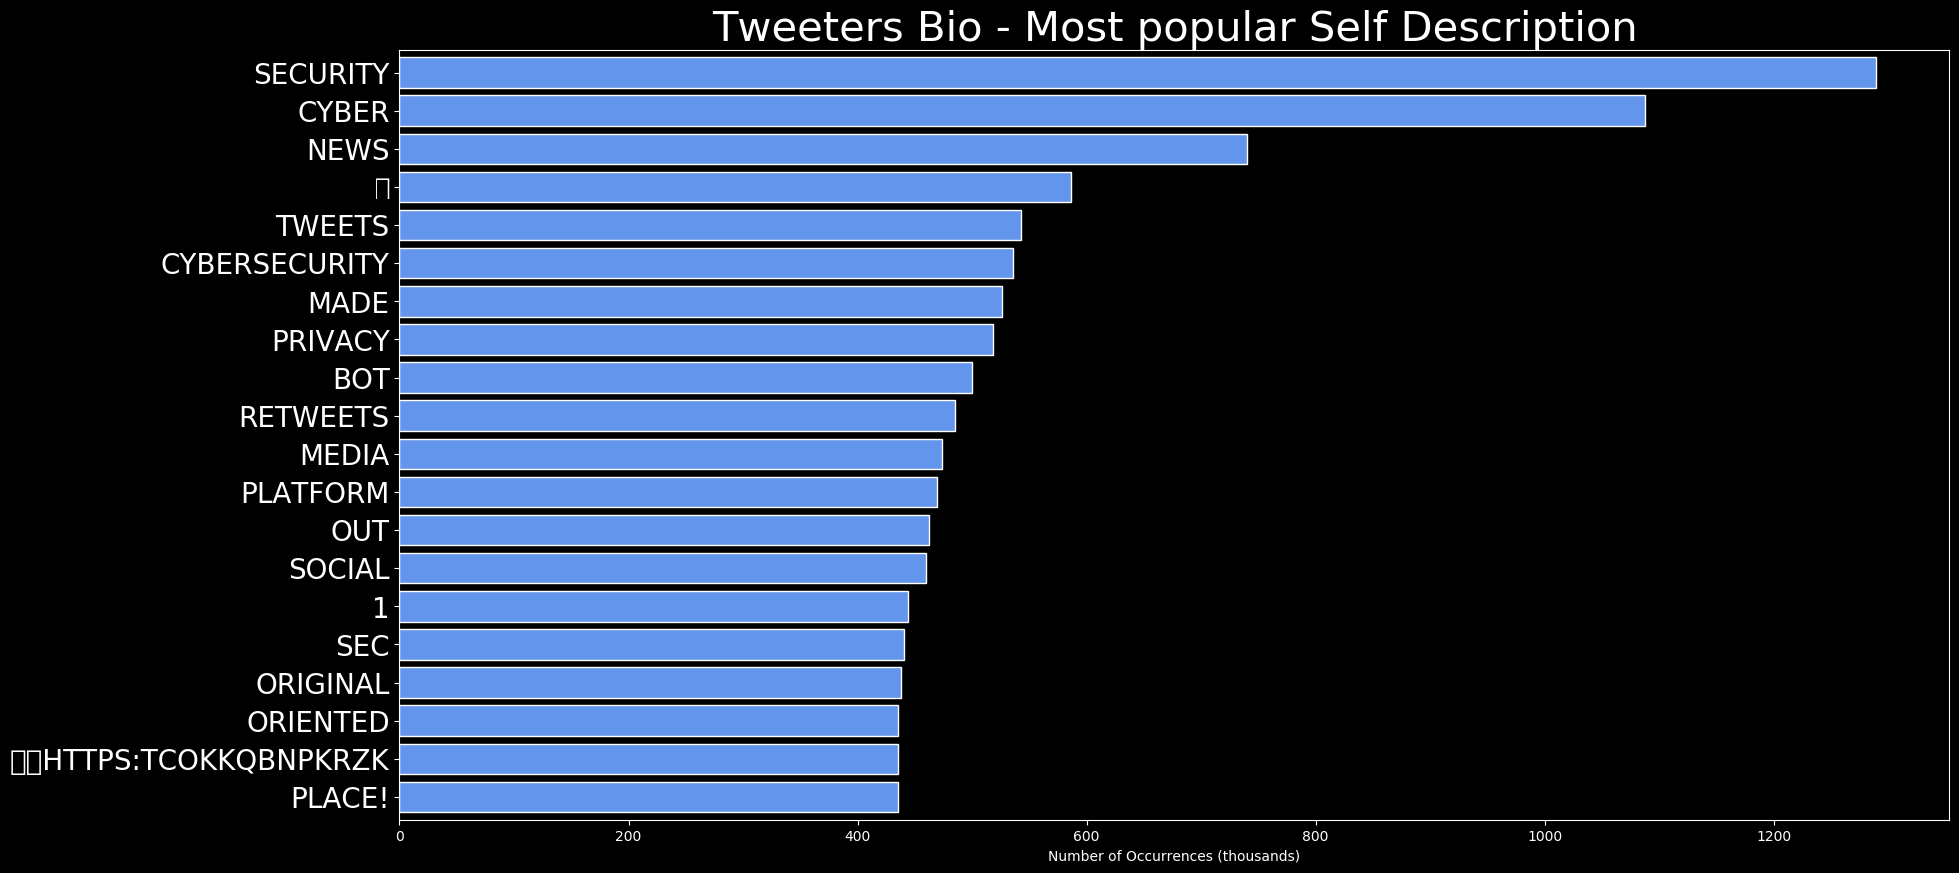 Tweeters Bio - Most popular Self Description
SECURITY
CYBER
NEWS
TWEETS
CYBERSECURITY
MADE
PRIVACY
BOT
RETWEETS
MEDIA
PLATFORM
OUT
SOCIAL
1
SEC
ORIGINAL
ORIENTED
HTTPS:TCOKKQBNPKRZK
PLACE!
0 200 400 600 800 1000 1200
Number of Occurrences (thousands)